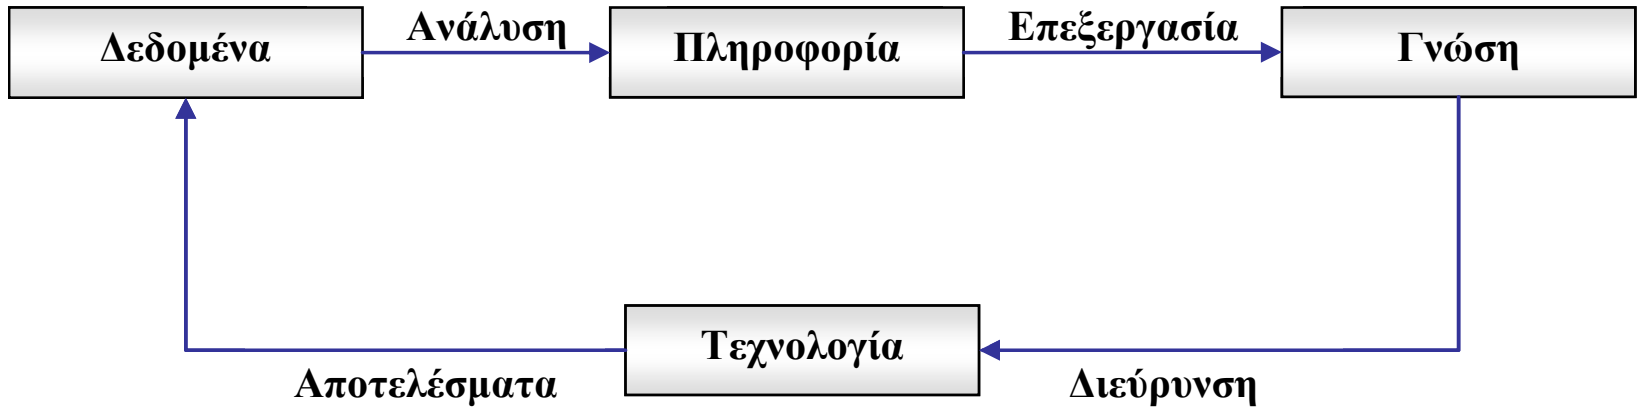 Δεδομένα
Ανάλυση
Πληροφορία
Επεξεργασία
Γνώση
Τεχνολογία
Αποτελέσματα
Διεύρυνση